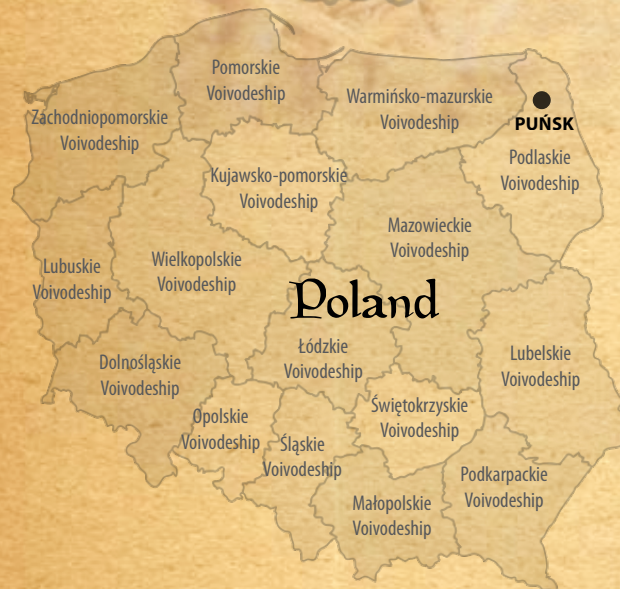 Pomorskie
Voivodeship
Warmińsko-mazurskie
Voivodeship
PUŃSK
Zachodniopomorskie
Voivodeship
Podlaskie
Voivodeship
Kujawsko-pomorskie
Voivodeship
Mazowieckie
Voivodeship
Wielkopolskie
Voivodeship
Lubuskie
Voivodeship
Poland
Łódzkie
Voivodeship
Lubelskie
Voivodeship
Dolnośląskie
Voivodeship
Świętokrzyskie
Voivodeship
Opolskie
Voivodeship
Śląskie
Voivodeship
Podkarpackie
Voivodeship
Małopolskie
Voivodeship